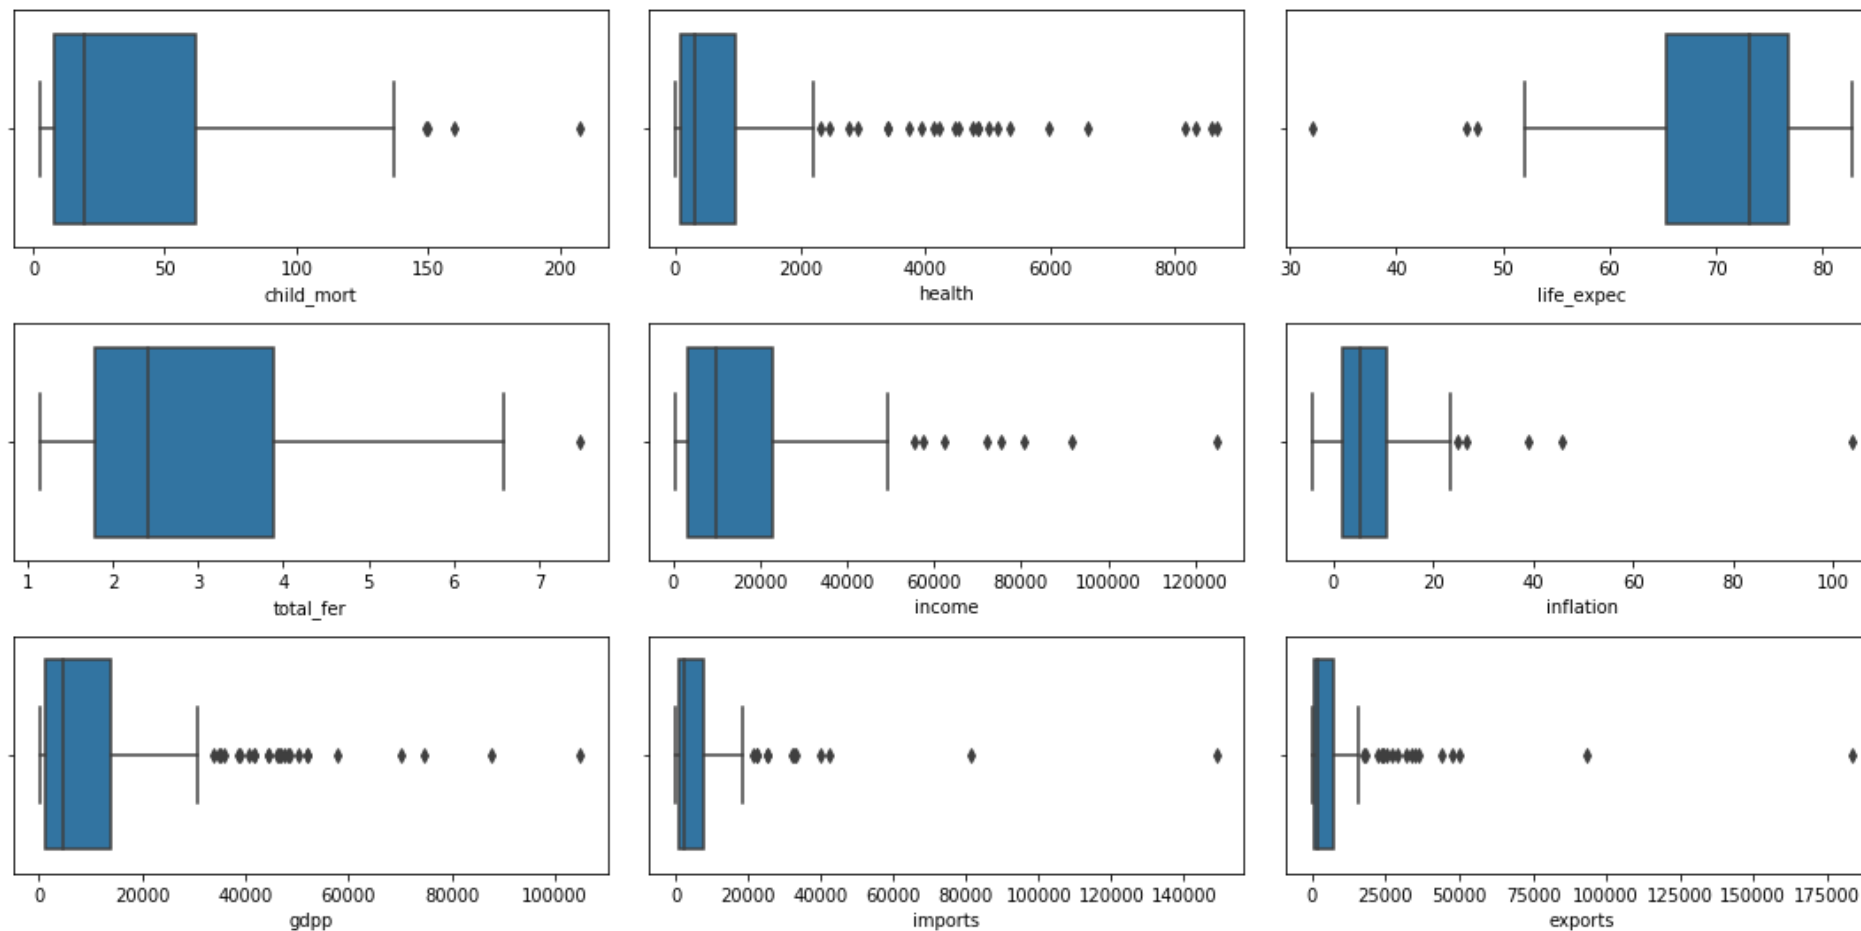 0 50 100 150 200
child_mort
0 2000 4000 6000 8000
health
30 40 50 60 70 80
life_expec
1 2 3 4 5 6 7
total_fer
0 20000 40000 60000 80000 100000 120000
income
0 20 40 60 80 100
inflation
0 20000 40000 60000 80000 100000
gdpp
0 20000 40000 60000 80000 100000 120000 140000
imports
0 25000 50000 75000 100000 125000 150000 175000
exports